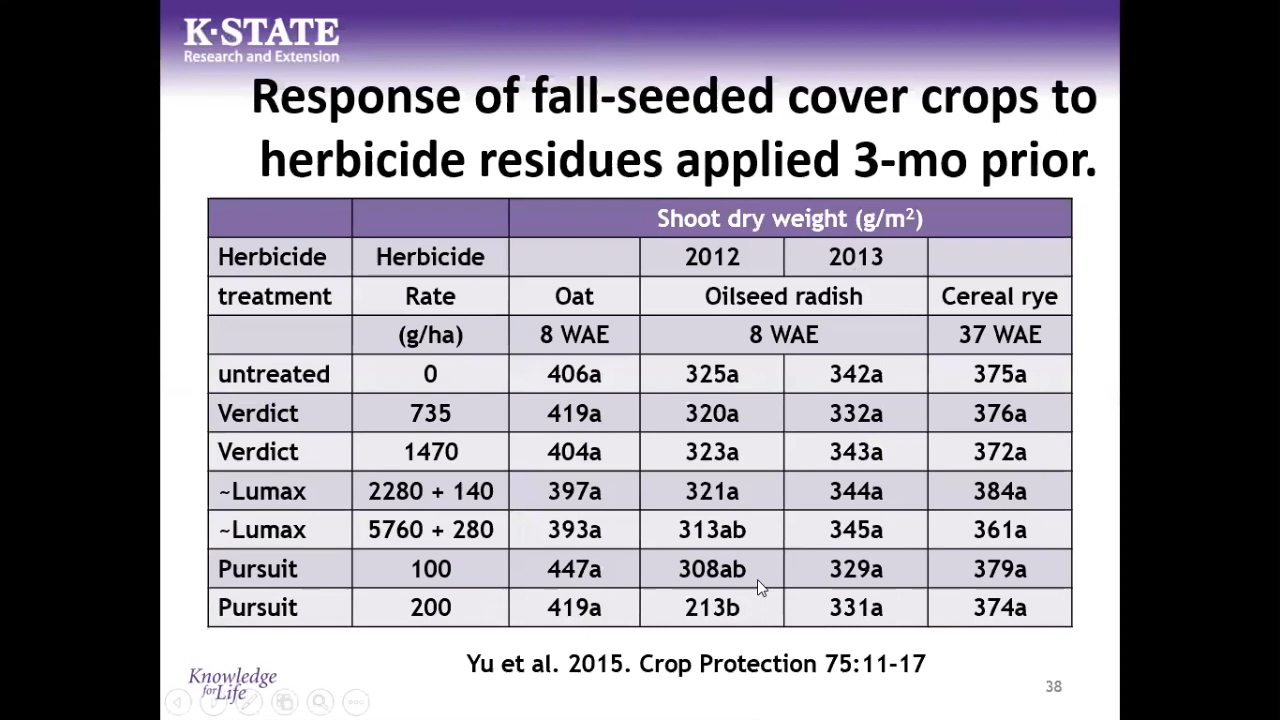 K·STATE
Research and Extension
Response of fall-seeded cover crops to
herbicide residues applied 3-mo prior.
Shoot dry weight (g/m²)
Herbicide Herbicide 2012 2013
treatment Rate Oat Oilseed radish Cereal rye
(g/ha) 8 WAE 8 WAE 37 WAE
untreated 0 406a 325a 342a 375a
Verdict 735 419a 320a 332a 376a
Verdict 1470 404a 323a 343a 372a
~Lumax 2280 + 140 397a 321a 344a 384a
~Lumax 5760 + 280 393a 313ab 345a 361a
Pursuit 100 447a 308ab 329a 379a
Pursuit 200 419a 213b 331a 374a
Yu et al. 2015. Crop Protection 75:11-17
Knowledge
for Life
38